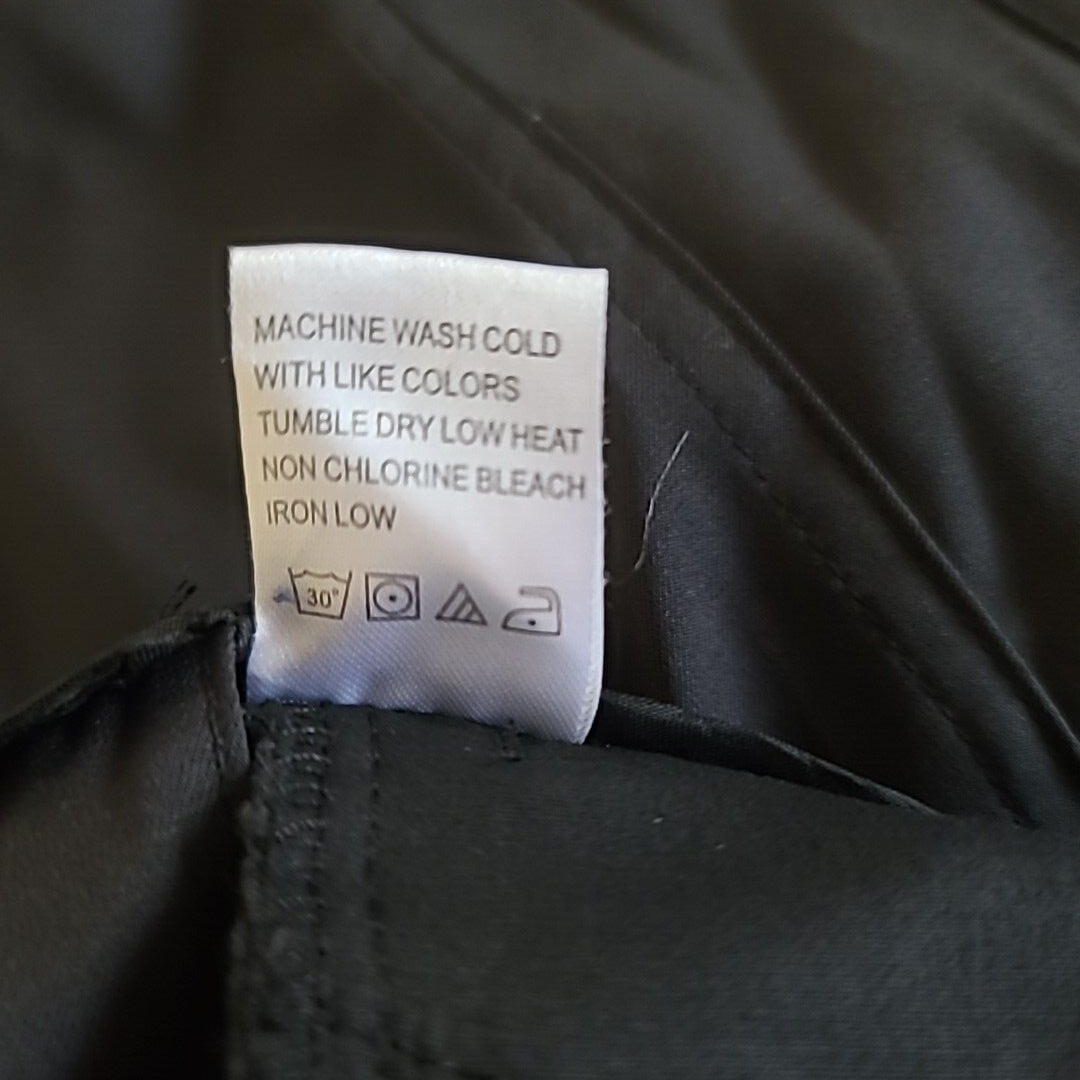 MACHINE WASH COLD
WITH LIKE COLORS
TUMBLE DRY LOW HEAT
NON CHLORINE BLEACH
IRON LOW
30°